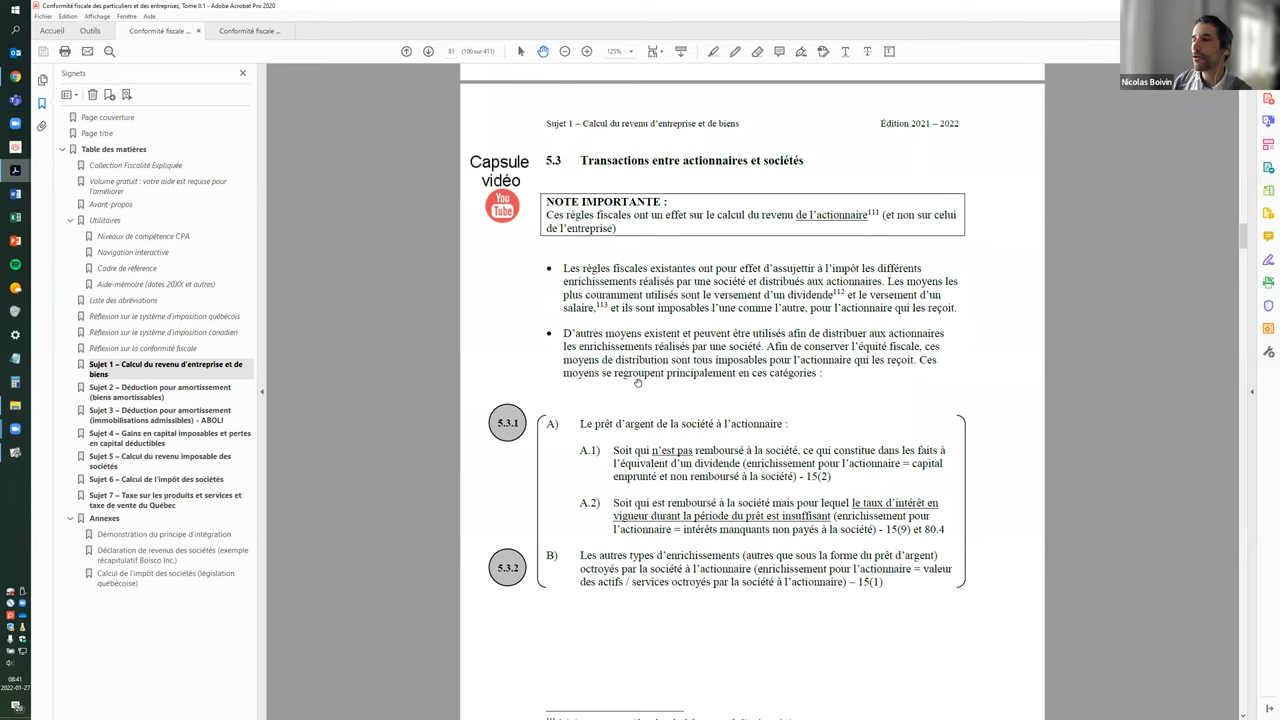 Conformité fiscale des particuliers et des entreprises, Tome II:1 - Adobe Acrobat Pro 2020
Fichier Edition Affichage Fenêtre Aide
Accueil Outils Conformité fiscale ... × Conformité fiscale ...
81 (100 sur 411) 125%
Nicolas Boivin
Signets
Page couverture
Page titre
Table des matières
Collection Fiscalité Expliquée
Volume gratuit : votre aide est requise pour
l'améliorer
Avant-propos
Utilitaires
Niveaux de compétence CPA
Navigation interactive
Cadre de référence
Aide-mémoire (dates 20XX et autres)
Liste des abréviations
Réflexion sur le système d'imposition québécois
Réflexion sur le système d'imposition canadien
Réflexion sur la conformité fiscale
Sujet 1 – Calcul du revenu d'entreprise et de
biens
Sujet 2 – Déduction pour amortissement
(biens amortissables)
Sujet 3 – Déduction pour amortissement
(immobilisations admissibles) - ABOLI
Sujet 4 – Gains en capital imposables et pertes
en capital déductibles
Sujet 5 – Calcul du revenu imposable des
sociétés
Sujet 6 – Calcul de l'impôt des sociétés
Sujet 7 – Taxe sur les produits et services et
taxe de vente du Québec
Annexes
Démonstration du principe d'intégration
Déclaration de revenus des sociétés (exemple
récapitulatif Boisco Inc.)
Calcul de l'impôt des sociétés (législation
québécoise)
08:41
2022-01-27
Sujet 1 – Calcul du revenu d'entreprise et de biens Édition 2021 – 2022
Capsule
vidéo
You
Tube
5.3 Transactions entre actionnaires et sociétés
NOTE IMPORTANTE :
Ces règles fiscales ont un effet sur le calcul du revenu de l'actionnaire111 (et non sur celui
de l'entreprise)
• Les règles fiscales existantes ont pour effet d'assujettir à l'impôt les différents
enrichissements réalisés par une société et distribués aux actionnaires. Les moyens les
plus couramment utilisés sont le versement d'un dividende112 et le versement d'un
salaire,113 et ils sont imposables l'une comme l'autre, pour l'actionnaire qui les reçoit.
• D'autres moyens existent et peuvent être utilisés afin de distribuer aux actionnaires
les enrichissements réalisés par une société. Afin de conserver l'équité fiscale, ces
moyens de distribution sont tous imposables pour l'actionnaire qui les reçoit. Ces
moyens se regroupent principalement en ces catégories :
5.3.1
A) Le prêt d'argent de la société à l'actionnaire :
A.1) Soit qui n'est pas remboursé à la société, ce qui constitue dans les faits à
l'équivalent d'un dividende (enrichissement pour l'actionnaire = capital
emprunté et non remboursé à la société) - 15(2)
A.2) Soit qui est remboursé à la société mais pour lequel le taux d'intérêt en
vigueur durant la période du prêt est insuffisant (enrichissement pour
l'actionnaire = intérêts manquants non payés à la société) - 15(9) et 80.4
5.3.2
B) Les autres types d'enrichissements (autres que sous la forme du prêt d'argent)
octroyés par la société à l'actionnaire (enrichissement pour l'actionnaire = valeur
des actifs / services octroyés par la société à l'actionnaire) – 15(1)